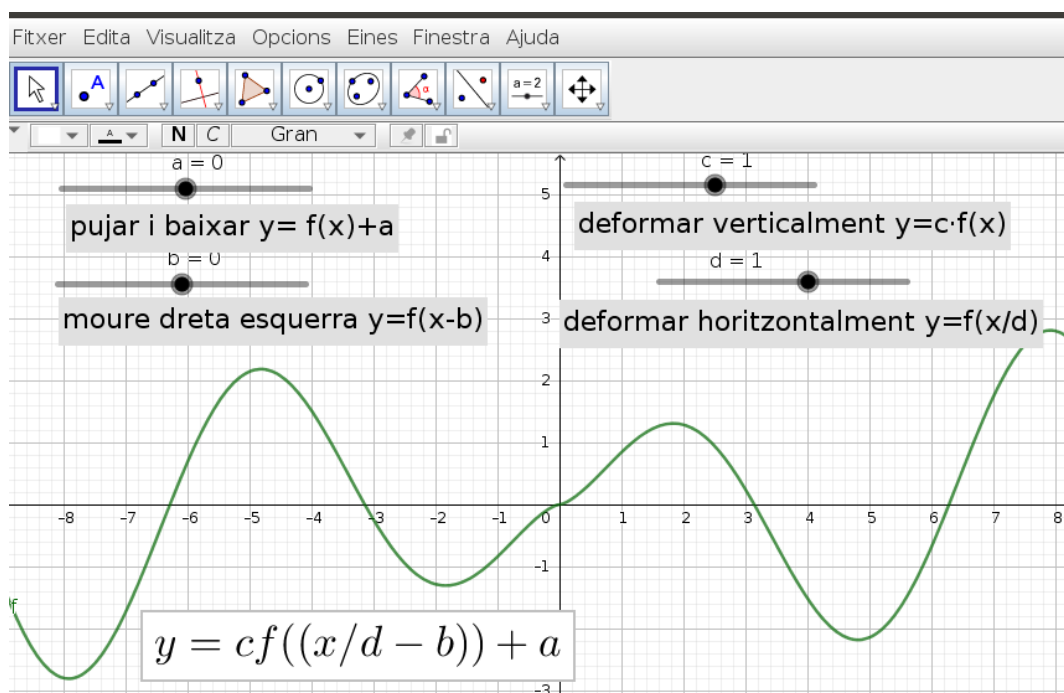 Fitxer Edita Visualitza Opcions Eines Finestra Ajuda
A α a=2
A N C Gran
a = 0
c = 1
pujar i baixar y= f(x)+a
deformar verticalment y=c·f(x)
b = 0
d = 1
moure dreta esquerra y=f(x-b)
deformar horitzontalment y=f(x/d)
5
4
3
2
1
-8 -7 -6 -5 -4 -3 -2 -1 0 1 2 3 4 5 6 7 8
-1
f
y = cf((x/d − b)) + a
-3